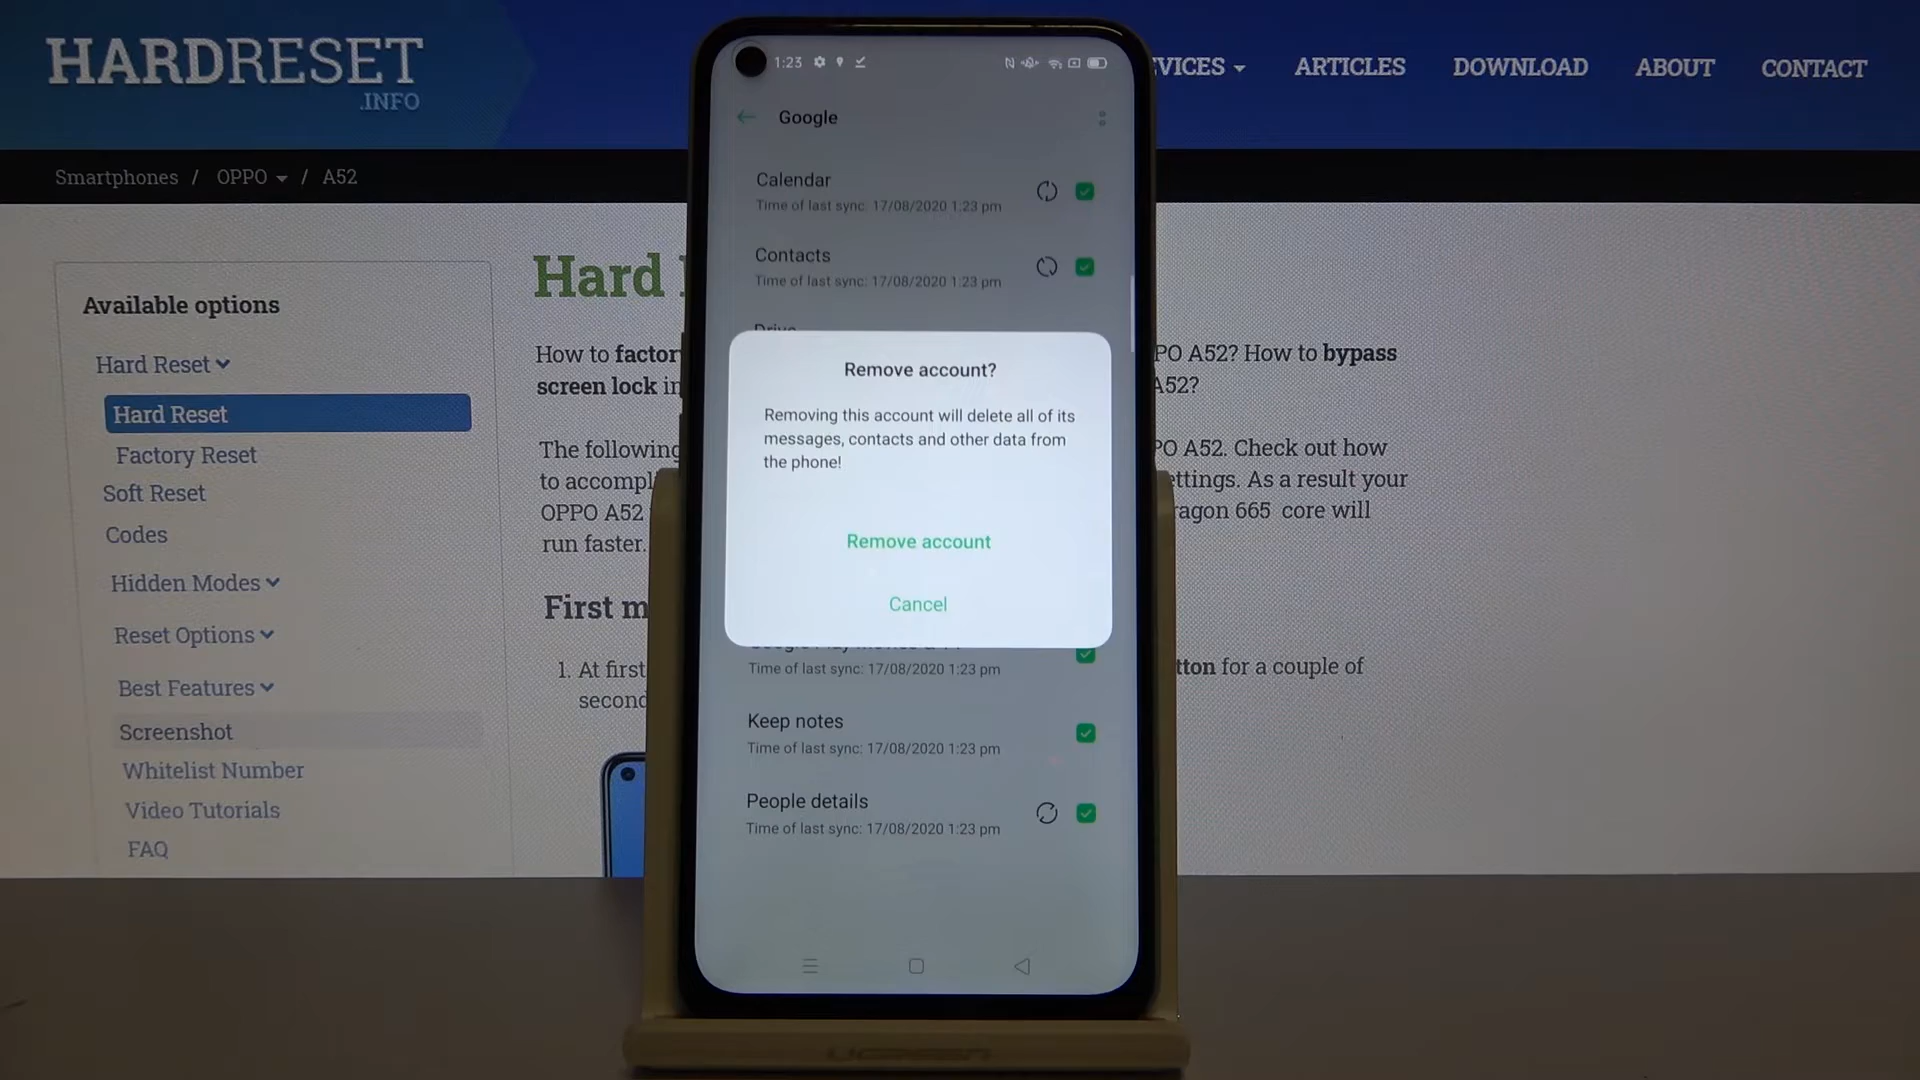 HARDRESET
.INFO
VICES
ARTICLES
DOWNLOAD
ABOUT
CONTACT
Smartphones / OPPO / A52
Available options
Hard Reset
Hard Reset
Factory Reset
Soft Reset
Codes
Hidden Modes
Reset Options
Best Features
Screenshot
Whitelist Number
Video Tutorials
FAQ
Hard
How to factor
PO A52? How to bypass
screen lock in
A52?
The following
PO A52. Check out how
to accompl
ttings. As a result your
OPPO A52
ragon 665 core will
run faster.
First m
1. At first
tton for a couple of
second
1:23
Google
Calendar
Time of last sync: 17/08/2020 1:23 pm
Contacts
Time of last sync: 17/08/2020 1:23 pm
Drive
Remove account?
Removing this account will delete all of its
messages, contacts and other data from
the phone!
Remove account
Cancel
Time of last sync: 17/08/2020 1:23 pm
Keep notes
Time of last sync: 17/08/2020 1:23 pm
People details
Time of last sync: 17/08/2020 1:23 pm
UGREEN